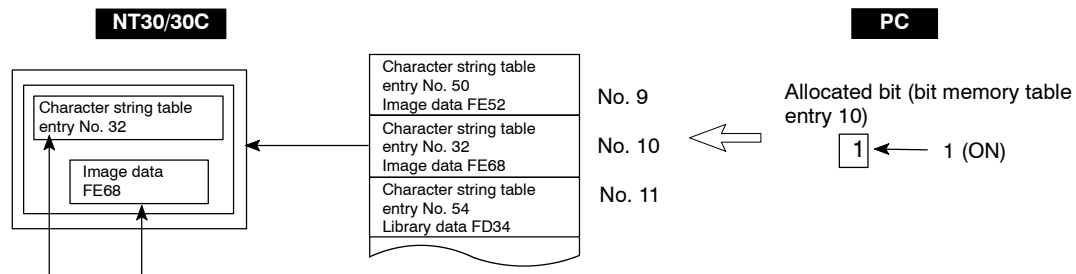 NT30/30C
PC
Character string table
entry No. 32
Image data
FE68
Character string table
entry No. 50
Image data FE52
Character string table
entry No. 32
Image data FE68
Character string table
entry No. 54
Library data FD34
No. 9
No. 10
No. 11
Allocated bit (bit memory table
entry 10)
1
1 (ON)